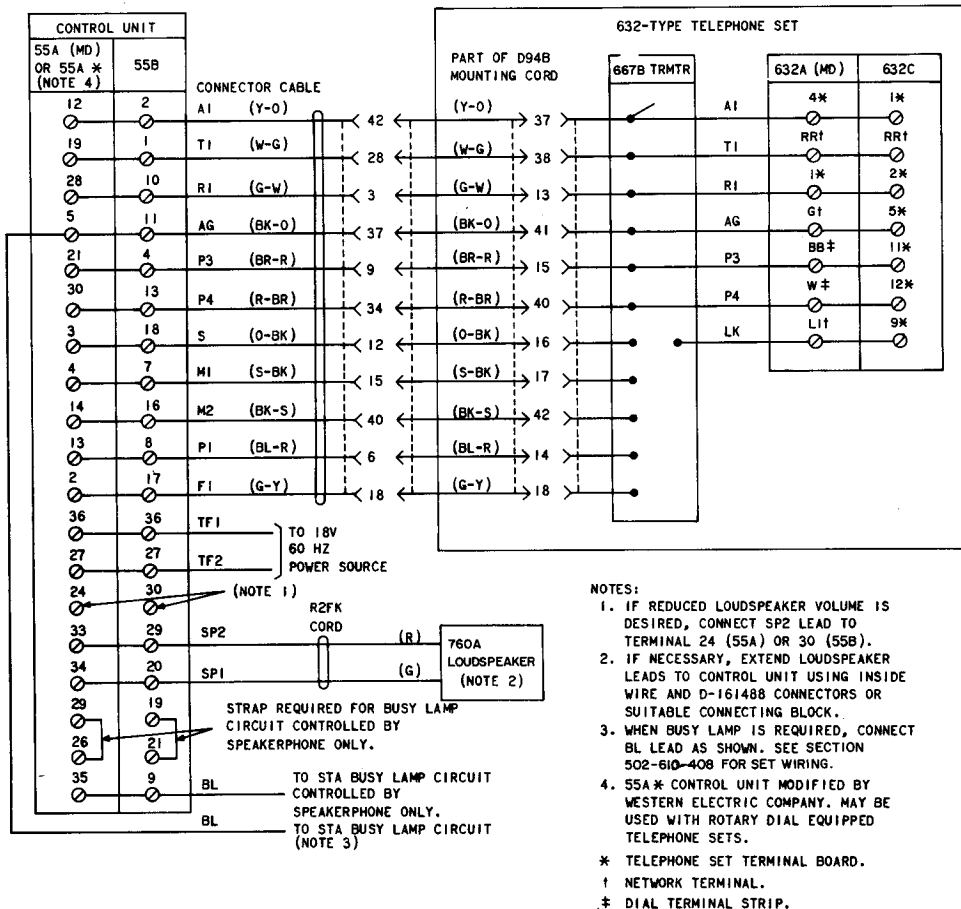 CONTROL UNIT
55A (MD)
OR 55A *
(NOTE 4)
55B
CONNECTOR CABLE
632-TYPE TELEPHONE SET
PART OF D94B
MOUNTING CORD
667B TRMTR
632A (MD)
632C
12 2 A1 (Y-O) 42 (Y-O) 37 A1 4* 1*
19 1 T1 (W-G) 28 (W-G) 38 T1 RR† RR†
28 10 R1 (G-W) 3 (G-W) 13 R1 1* 2*
5 11 AG (BK-O) 37 (BK-O) 41 AG G† 5*
21 4 P3 (BR-R) 9 (BR-R) 15 P3 BB‡ 11*
30 13 P4 (R-BR) 34 (R-BR) 40 P4 W‡ 12*
3 18 S (O-BK) 12 (O-BK) 16 LK L1† 9*
4 7 M1 (S-BK) 15 (S-BK) 17
14 16 M2 (BK-S) 40 (BK-S) 42
13 8 P1 (BL-R) 6 (BL-R) 14
2 17 F1 (G-Y) 18 (G-Y) 18
36 36 TF1
27 27 TF2
TO 18V
60 HZ
POWER SOURCE
24 30 (NOTE 1)
R2FK
CORD
33 29 SP2 (R)
34 20 SP1 (G)
760A
LOUDSPEAKER
(NOTE 2)
29 19
26 21
STRAP REQUIRED FOR BUSY LAMP
CIRCUIT CONTROLLED BY
SPEAKERPHONE ONLY.
35 9 BL
TO STA BUSY LAMP CIRCUIT
CONTROLLED BY
SPEAKERPHONE ONLY.
BL
TO STA BUSY LAMP CIRCUIT
(NOTE 3)
NOTES:
1. IF REDUCED LOUDSPEAKER VOLUME IS
DESIRED, CONNECT SP2 LEAD TO
TERMINAL 24 (55A) OR 30 (55B).
2. IF NECESSARY, EXTEND LOUDSPEAKER
LEADS TO CONTROL UNIT USING INSIDE
WIRE AND D-161488 CONNECTORS OR
SUITABLE CONNECTING BLOCK.
3. WHEN BUSY LAMP IS REQUIRED, CONNECT
BL LEAD AS SHOWN. SEE SECTION
502-610-408 FOR SET WIRING.
4. 55A* CONTROL UNIT MODIFIED BY
WESTERN ELECTRIC COMPANY. MAY BE
USED WITH ROTARY DIAL EQUIPPED
TELEPHONE SETS.
* TELEPHONE SET TERMINAL BOARD.
† NETWORK TERMINAL.
‡ DIAL TERMINAL STRIP.